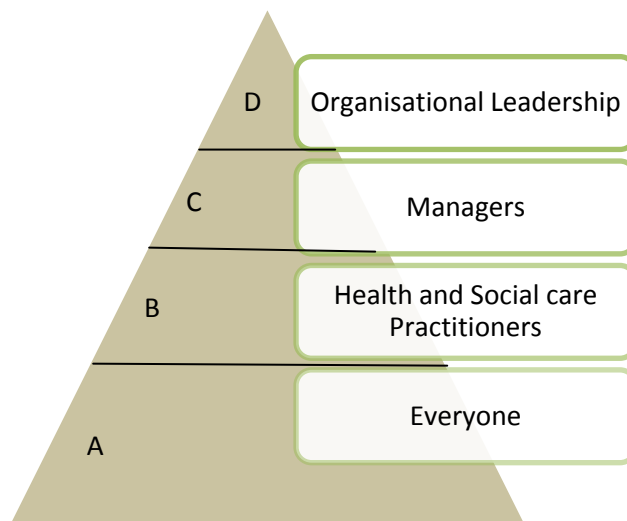 D
Organisational Leadership
C
Managers
B
Health and Social care
Practitioners
A
Everyone